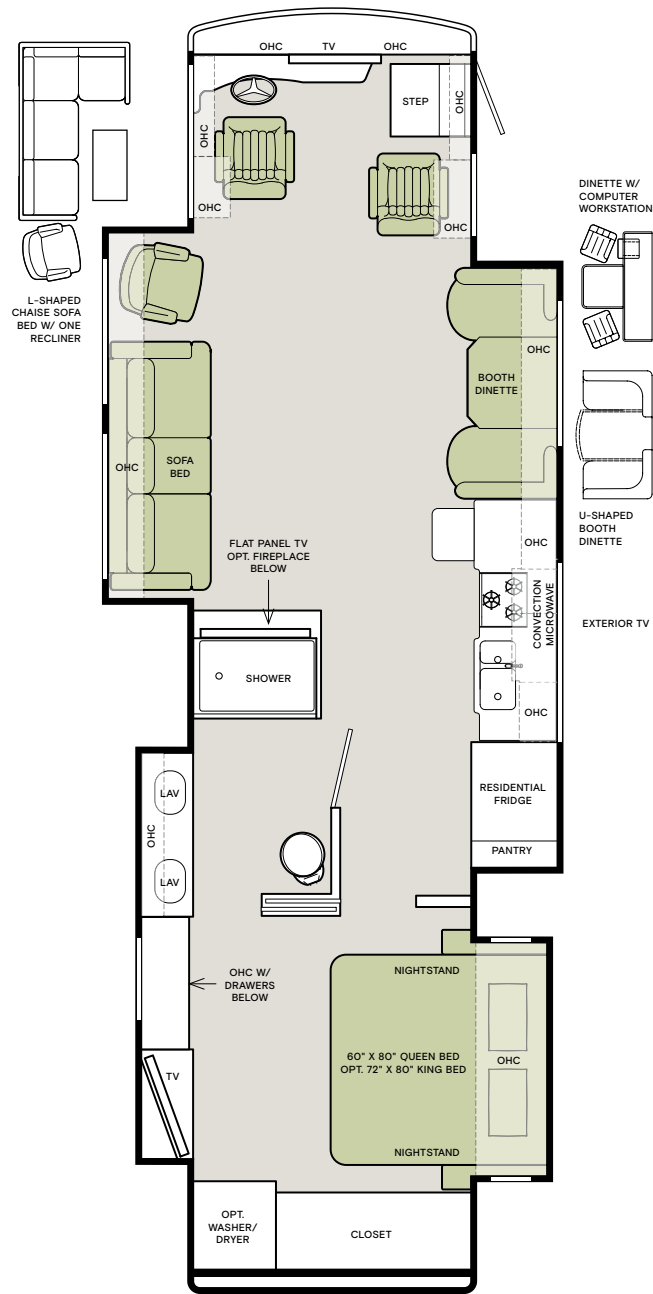 OHC TV OHC
STEP
OHC
OHC
OHC
OHC
DINETTE W/
COMPUTER
WORKSTATION
L-SHAPED
CHAISE SOFA
BED W/ ONE
RECLINER
OHC
BOOTH
DINETTE
OHC
SOFA
BED
U-SHAPED
BOOTH
DINETTE
FLAT PANEL TV
OPT. FIREPLACE
BELOW
OHC
CONVECTION
MICROWAVE
EXTERIOR TV
SHOWER
OHC
LAV
RESIDENTIAL
FRIDGE
OHC
PANTRY
LAV
NIGHTSTAND
OHC W/
DRAWERS
BELOW
60" X 80" QUEEN BED
OPT. 72" X 80" KING BED
OHC
TV
NIGHTSTAND
OPT.
WASHER/
DRYER
CLOSET